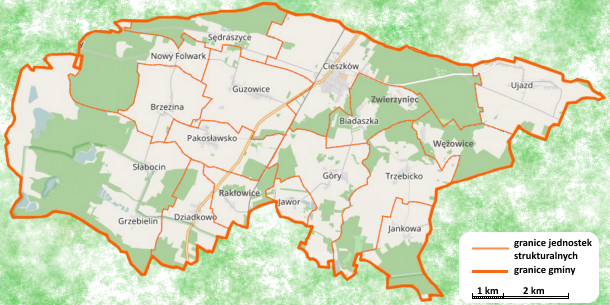 Sędraszyce
Nowy Folwark
Cieszków
Ujazd
Guzowice
Zwierzyniec
Brzezina
Biadaszka
Pakosławsko
Wężowice
Słabocin
Góry
Trzebicko
Rakłowice
Jawor
Grzebielin
Dziadkowo
Jankowa
granice jednostek
strukturalnych
granice gminy
1 km 2 km